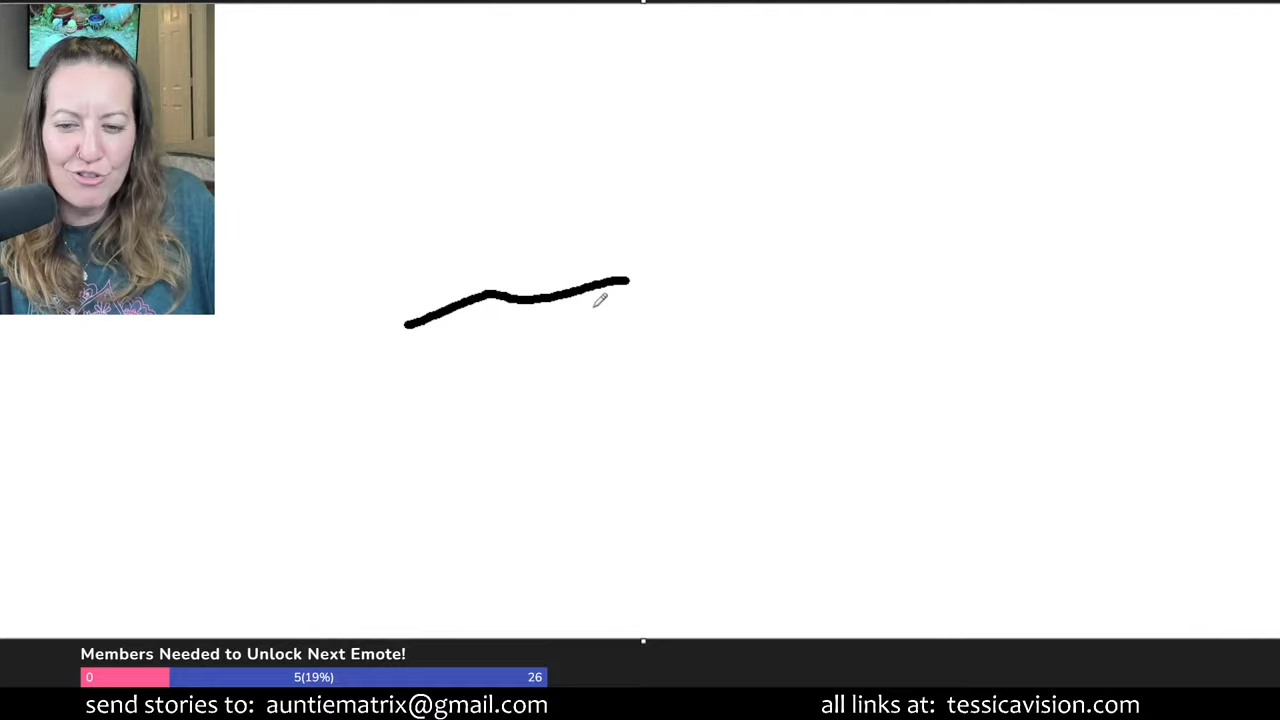 Members Needed to Unlock Next Emote!
0 5(19%) 26
send stories to: auntiematrix@gmail.com
all links at: tessicavision.com